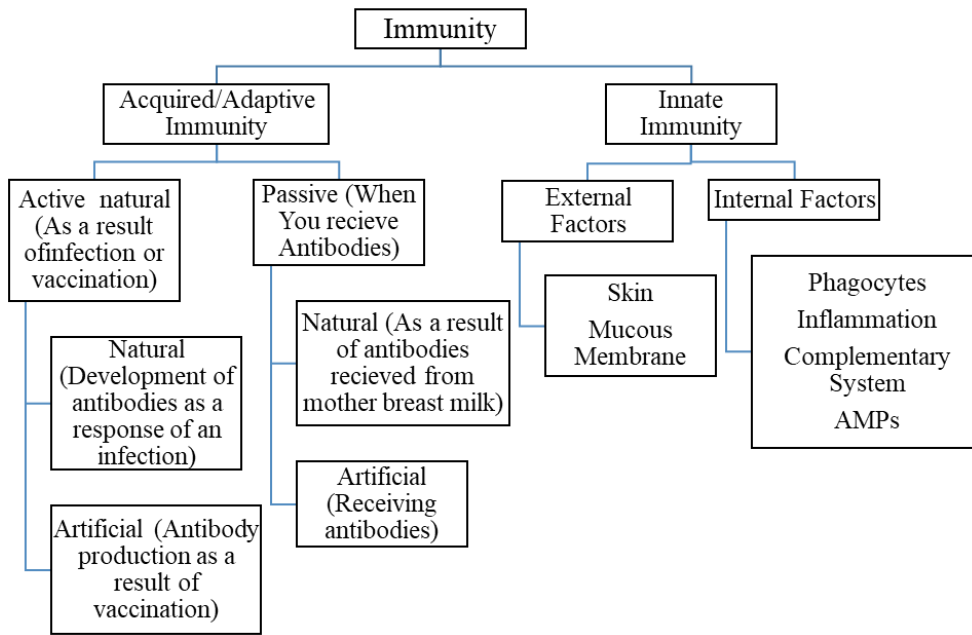 Immunity
Acquired/Adaptive
Immunity
Innate
Immunity
Active natural
(As a result
ofinfection or
vaccination)
Passive (When
You recieve
Antibodies)
External
Factors
Internal Factors
Natural
(Development of
antibodies as a
response of an
infection)
Artificial (Antibody
production as a
result of
vaccination)
Natural (As a result
of antibodies
recieved from
mother breast milk)
Artificial
(Receiving
antibodies)
Skin
Mucous
Membrane
Phagocytes
Inflammation
Complementary
System
AMPs